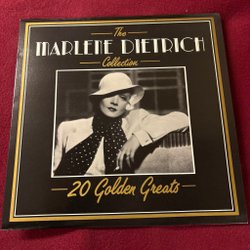 The
MARLENE DIETRICH
Collection
20 Golden Greats